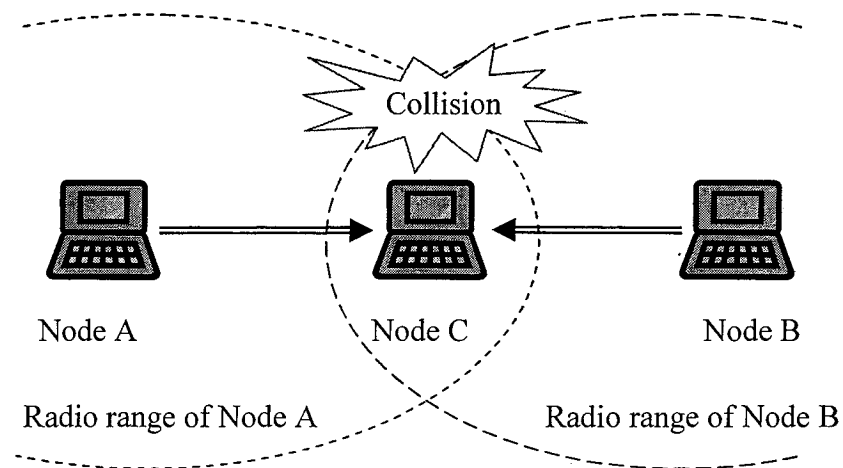 Collision
Node A
Node C
Node B
Radio range of Node A
Radio range of Node B